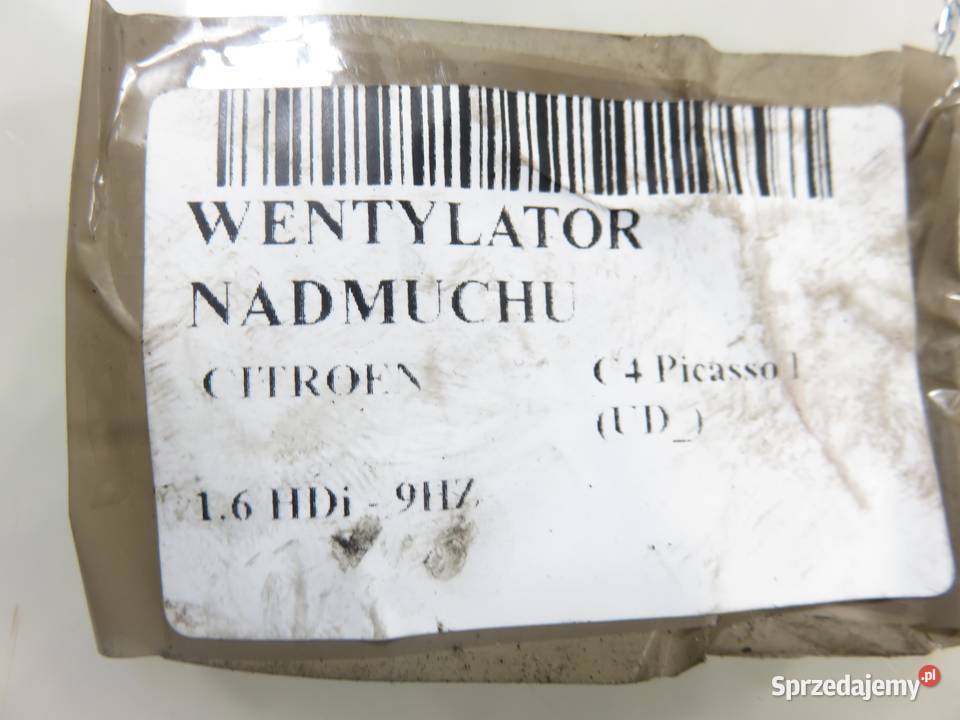 WENTYLATOR
NADMUCHU
CITROEN
C4 Picasso I
(UD_)
1.6 HDi - 9HZ
Sprzedajemy.pl